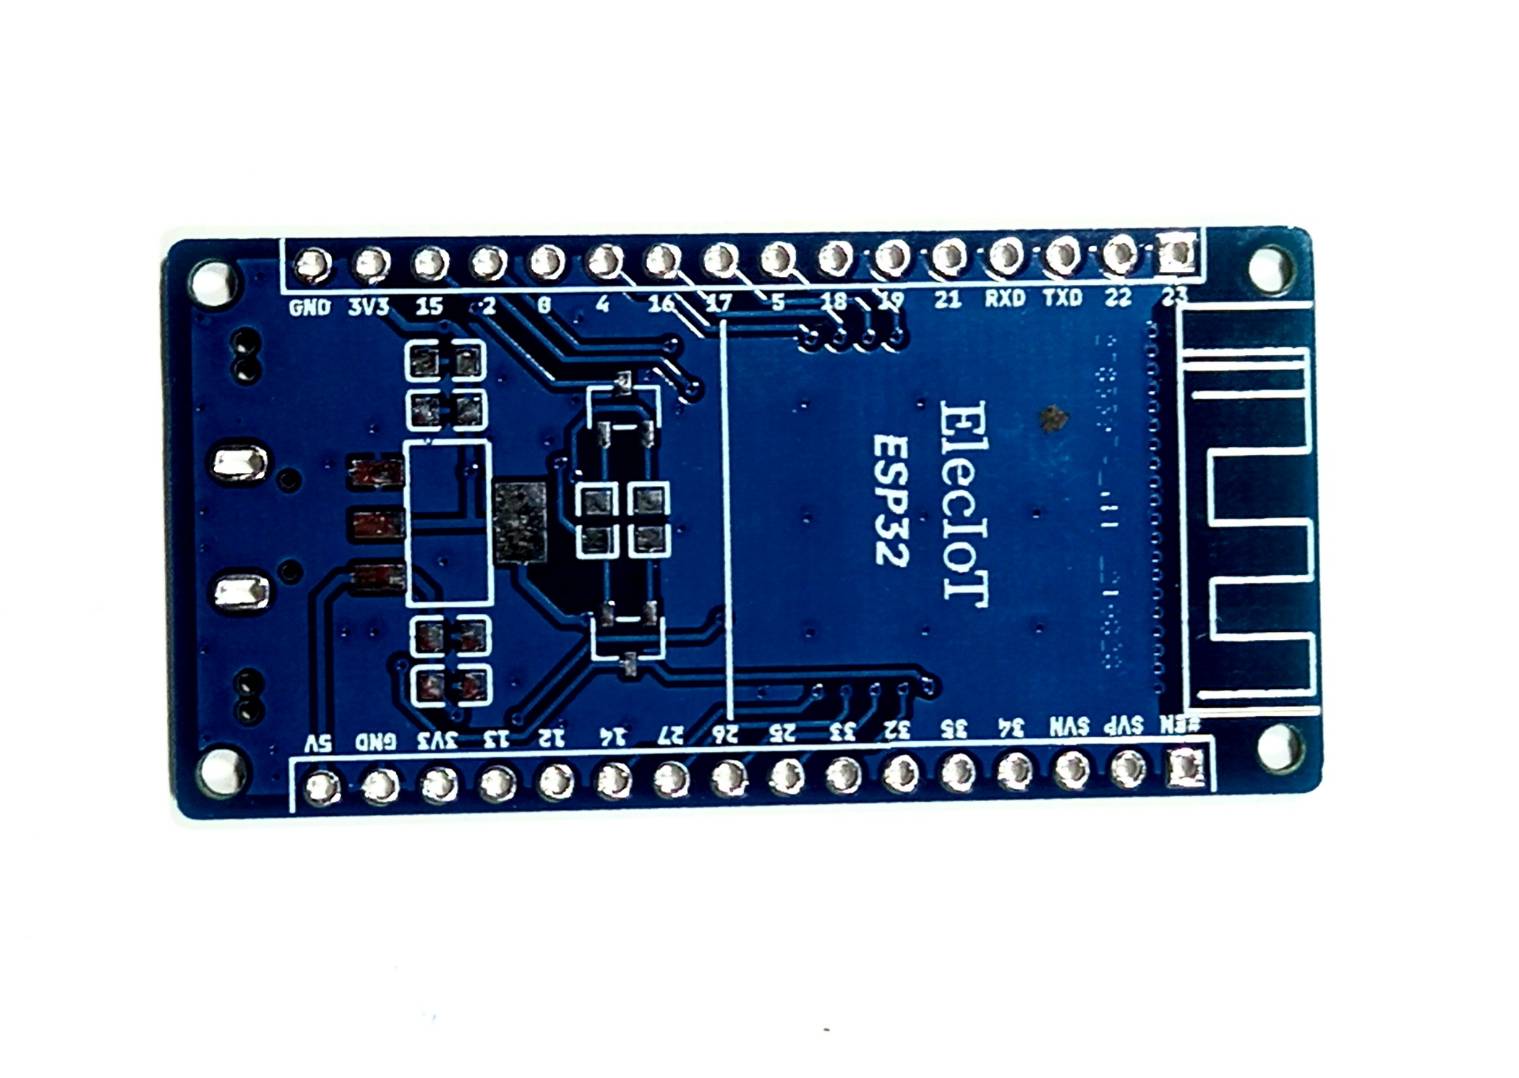 GND 3V3 15 2 0 4 16 17 5 18 19 21 RXD TXD 22 23
ElecIoT
ESP32
5V GND 3V3 13 12 14 27 26 25 33 32 35 34 SVN SVP #EN